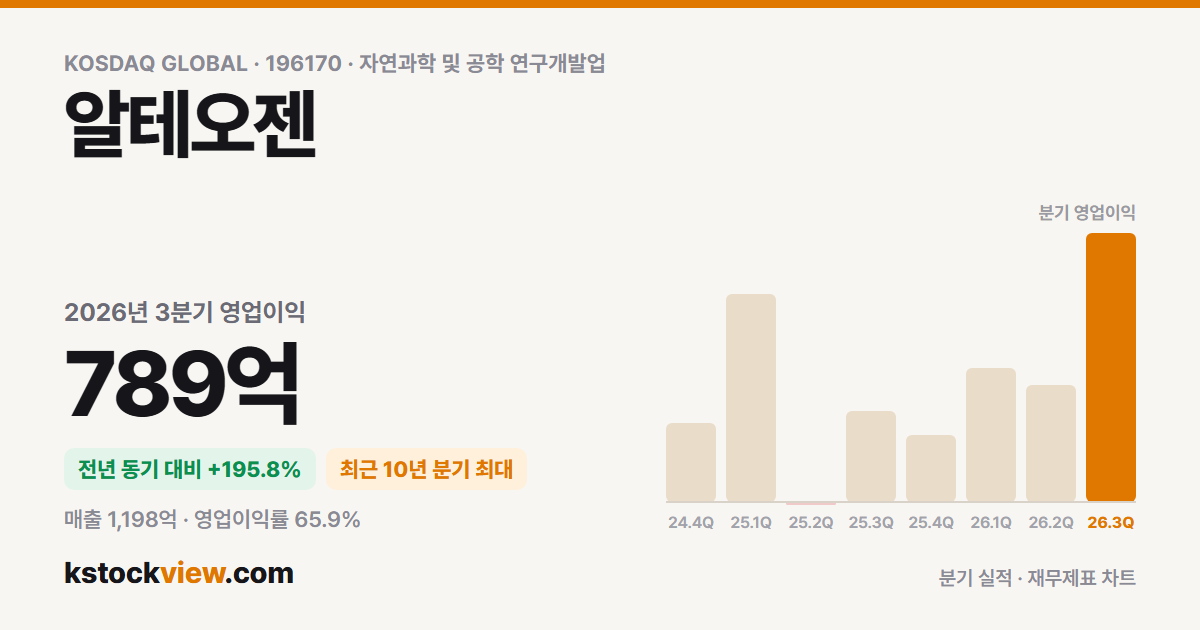 KOSDAQ GLOBAL · 196170 · 자연과학 및 공학 연구개발업
알테오젠
분기 영업이익
2026년 3분기 영업이익
789억
전년 동기 대비 +195.8%
최근 10년 분기 최대
매출 1,198억 · 영업이익률 65.9%
24.4Q 25.1Q 25.2Q 25.3Q 25.4Q 26.1Q 26.2Q 26.3Q
kstockview.com
분기 실적 · 재무제표 차트